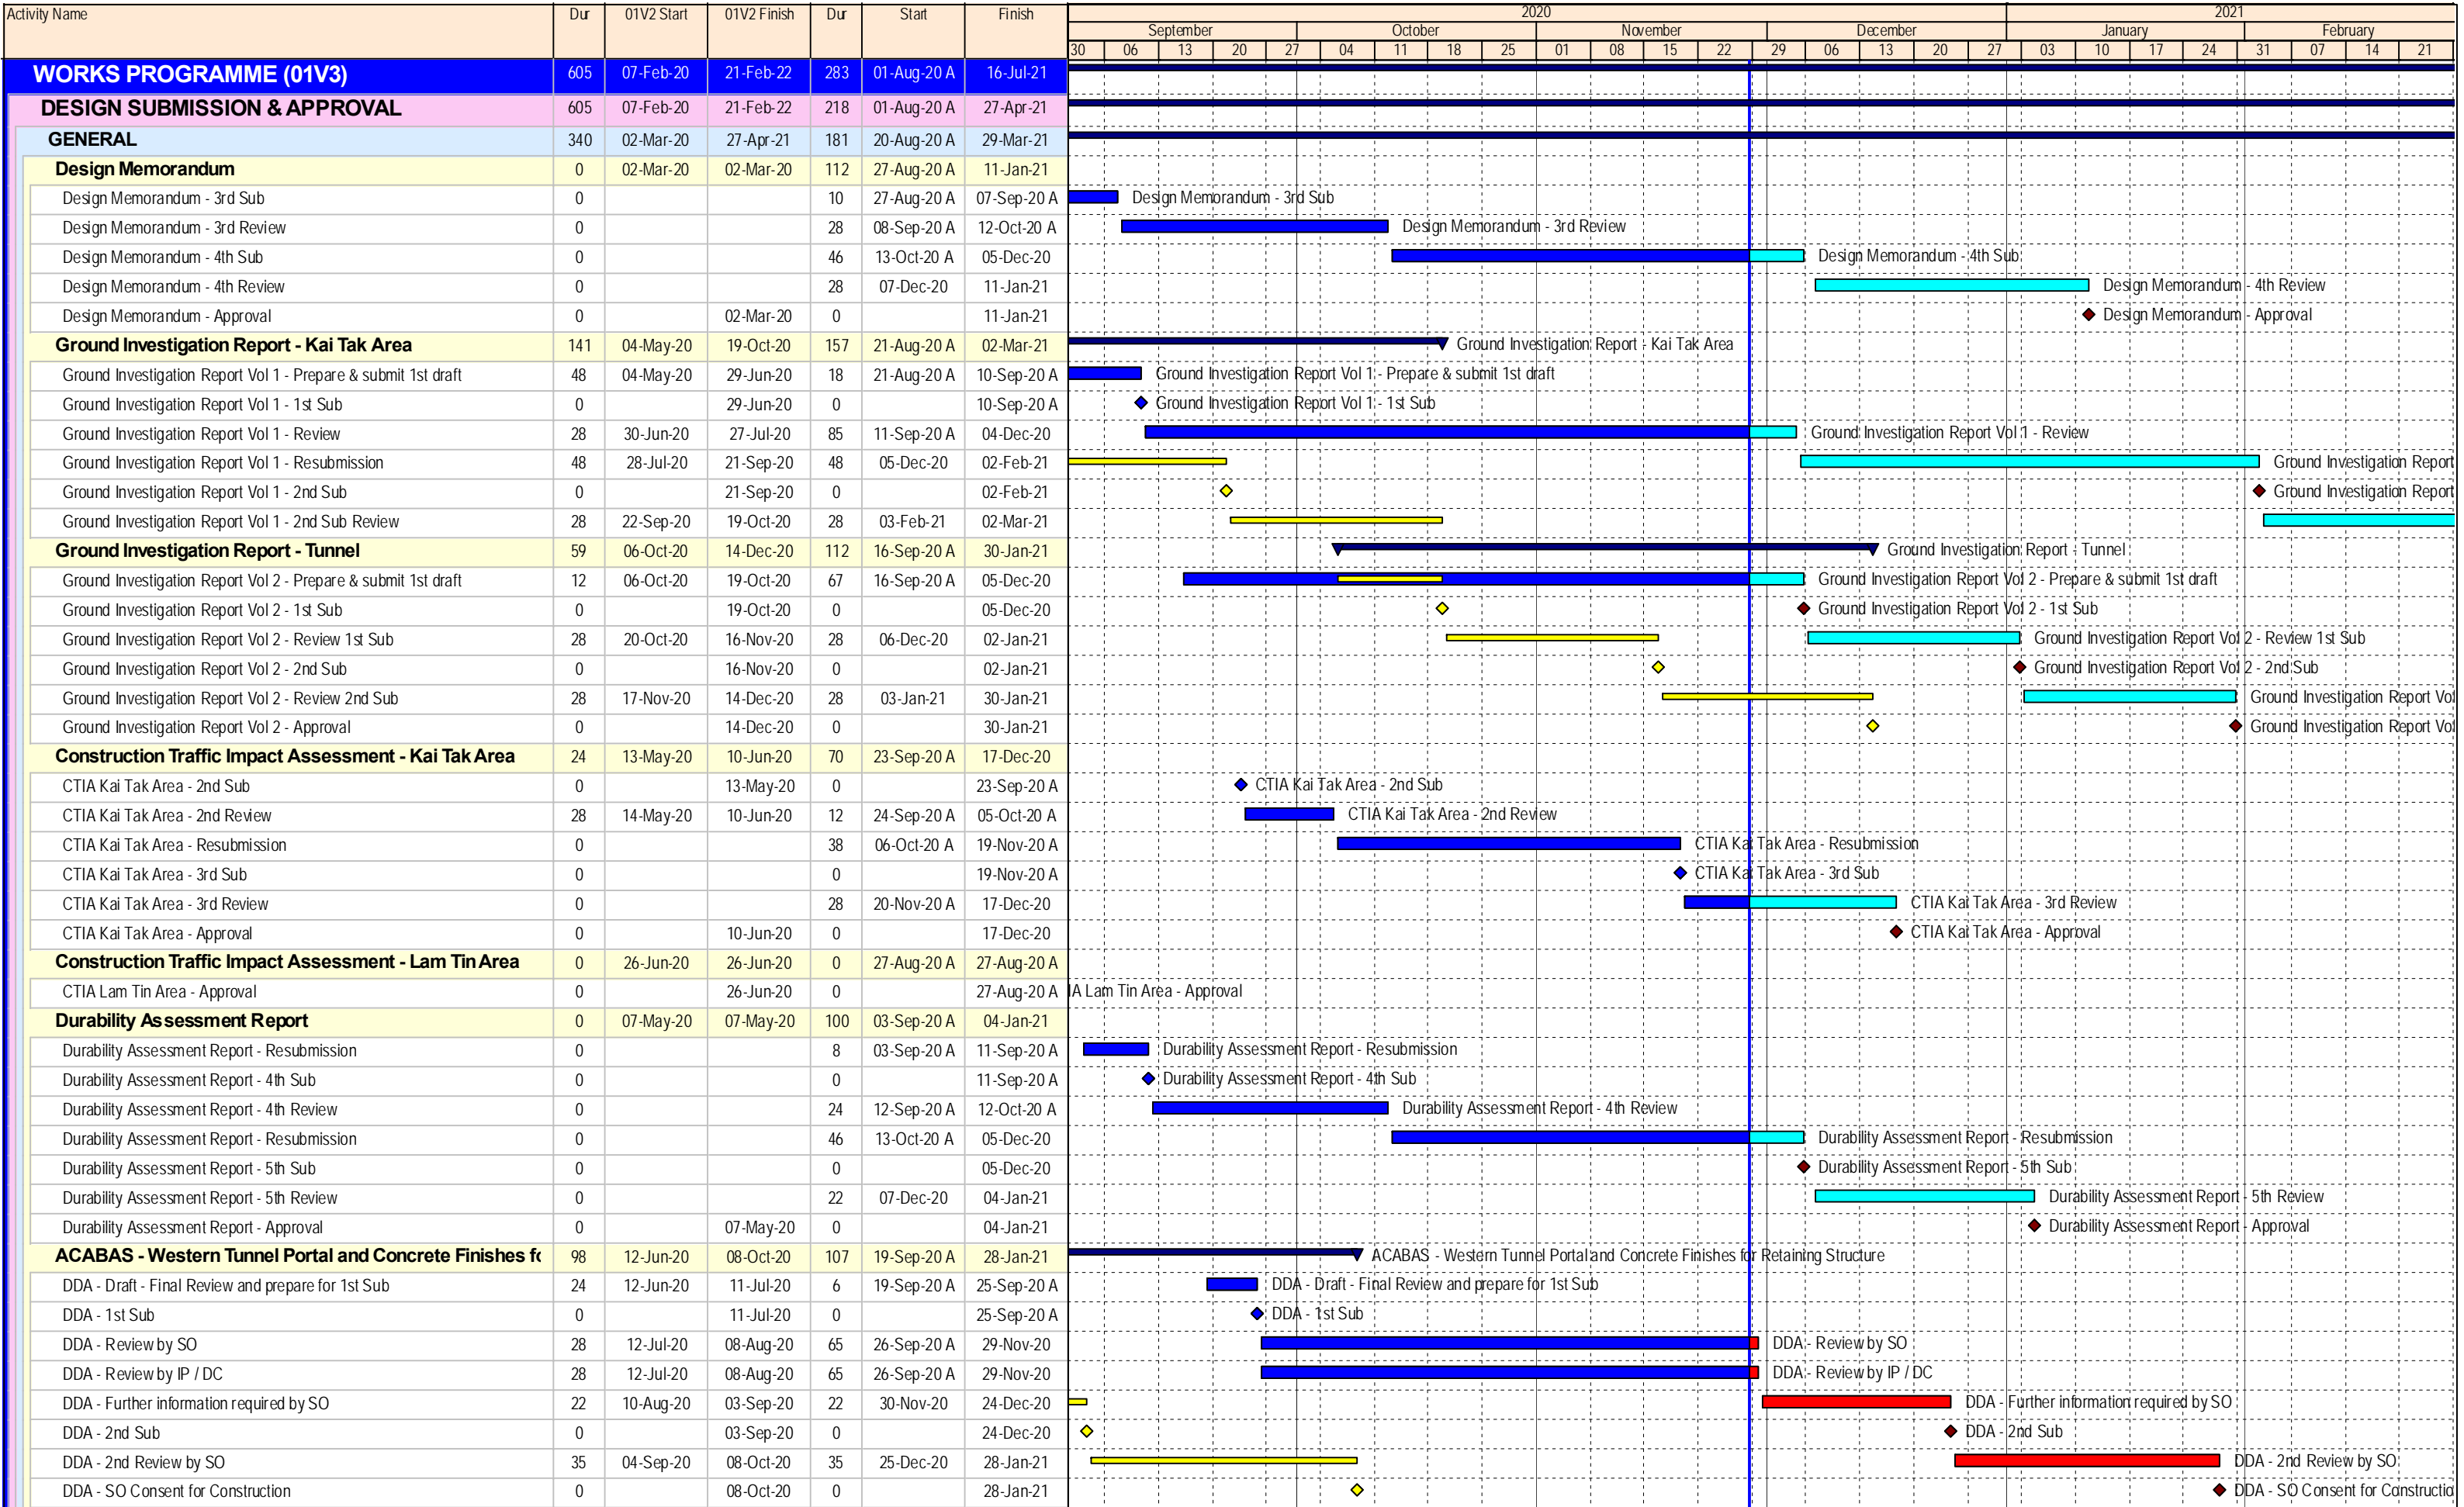 Activity Name Dur 01V2 Start 01V2 Finish Dur Start Finish
2020 2021
September October November December January February
30 06 13 20 27 04 11 18 25 01 08 15 22 29 06 13 20 27 03 10 17 24 31 07 14 21
WORKS PROGRAMME (01V3) 605 07-Feb-20 21-Feb-22 283 01-Aug-20 A 16-Jul-21
DESIGN SUBMISSION & APPROVAL 605 07-Feb-20 21-Feb-22 218 01-Aug-20 A 27-Apr-21
GENERAL 340 02-Mar-20 27-Apr-21 181 20-Aug-20 A 29-Mar-21
Design Memorandum 0 02-Mar-20 02-Mar-20 112 27-Aug-20 A 11-Jan-21
Design Memorandum - 3rd Sub 0 10 27-Aug-20 A 07-Sep-20 A Design Memorandum - 3rd Sub
Design Memorandum - 3rd Review 0 28 08-Sep-20 A 12-Oct-20 A Design Memorandum - 3rd Review
Design Memorandum - 4th Sub 0 46 13-Oct-20 A 05-Dec-20 Design Memorandum - 4th Sub
Design Memorandum - 4th Review 0 28 07-Dec-20 11-Jan-21 Design Memorandum - 4th Review
Design Memorandum - Approval 0 02-Mar-20 0 11-Jan-21 Design Memorandum - Approval
Ground Investigation Report - Kai Tak Area 141 04-May-20 19-Oct-20 157 21-Aug-20 A 02-Mar-21 Ground Investigation Report - Kai Tak Area
Ground Investigation Report Vol 1 - Prepare & submit 1st draft 48 04-May-20 29-Jun-20 18 21-Aug-20 A 10-Sep-20 A Ground Investigation Report Vol 1 - Prepare & submit 1st draft
Ground Investigation Report Vol 1 - 1st Sub 0 29-Jun-20 0 10-Sep-20 A Ground Investigation Report Vol 1 - 1st Sub
Ground Investigation Report Vol 1 - Review 28 30-Jun-20 27-Jul-20 85 11-Sep-20 A 04-Dec-20 Ground Investigation Report Vol 1 - Review
Ground Investigation Report Vol 1 - Resubmission 48 28-Jul-20 21-Sep-20 48 05-Dec-20 02-Feb-21 Ground Investigation Report
Ground Investigation Report Vol 1 - 2nd Sub 0 21-Sep-20 0 02-Feb-21 Ground Investigation Report
Ground Investigation Report Vol 1 - 2nd Sub Review 28 22-Sep-20 19-Oct-20 28 03-Feb-21 02-Mar-21
Ground Investigation Report - Tunnel 59 06-Oct-20 14-Dec-20 112 16-Sep-20 A 30-Jan-21 Ground Investigation Report - Tunnel
Ground Investigation Report Vol 2 - Prepare & submit 1st draft 12 06-Oct-20 19-Oct-20 67 16-Sep-20 A 05-Dec-20 Ground Investigation Report Vol 2 - Prepare & submit 1st draft
Ground Investigation Report Vol 2 - 1st Sub 0 19-Oct-20 0 05-Dec-20 Ground Investigation Report Vol 2 - 1st Sub
Ground Investigation Report Vol 2 - Review 1st Sub 28 20-Oct-20 16-Nov-20 28 06-Dec-20 02-Jan-21 Ground Investigation Report Vol 2 - Review 1st Sub
Ground Investigation Report Vol 2 - 2nd Sub 0 16-Nov-20 0 02-Jan-21 Ground Investigation Report Vol 2 - 2nd Sub
Ground Investigation Report Vol 2 - Review 2nd Sub 28 17-Nov-20 14-Dec-20 28 03-Jan-21 30-Jan-21 Ground Investigation Report Vo
Ground Investigation Report Vol 2 - Approval 0 14-Dec-20 0 30-Jan-21 Ground Investigation Report Vo
Construction Traffic Impact Assessment - Kai Tak Area 24 13-May-20 10-Jun-20 70 23-Sep-20 A 17-Dec-20
CTIA Kai Tak Area - 2nd Sub 0 13-May-20 0 23-Sep-20 A CTIA Kai Tak Area - 2nd Sub
CTIA Kai Tak Area - 2nd Review 28 14-May-20 10-Jun-20 12 24-Sep-20 A 05-Oct-20 A CTIA Kai Tak Area - 2nd Review
CTIA Kai Tak Area - Resubmission 0 38 06-Oct-20 A 19-Nov-20 A CTIA Kai Tak Area - Resubmission
CTIA Kai Tak Area - 3rd Sub 0 0 19-Nov-20 A CTIA Kai Tak Area - 3rd Sub
CTIA Kai Tak Area - 3rd Review 0 28 20-Nov-20 A 17-Dec-20 CTIA Kai Tak Area - 3rd Review
CTIA Kai Tak Area - Approval 0 10-Jun-20 0 17-Dec-20 CTIA Kai Tak Area - Approval
Construction Traffic Impact Assessment - Lam Tin Area 0 26-Jun-20 26-Jun-20 0 27-Aug-20 A 27-Aug-20 A
CTIA Lam Tin Area - Approval 0 26-Jun-20 0 27-Aug-20 A IA Lam Tin Area - Approval
Durability Assessment Report 0 07-May-20 07-May-20 100 03-Sep-20 A 04-Jan-21
Durability Assessment Report - Resubmission 0 8 03-Sep-20 A 11-Sep-20 A Durability Assessment Report - Resubmission
Durability Assessment Report - 4th Sub 0 0 11-Sep-20 A Durability Assessment Report - 4th Sub
Durability Assessment Report - 4th Review 0 24 12-Sep-20 A 12-Oct-20 A Durability Assessment Report - 4th Review
Durability Assessment Report - Resubmission 0 46 13-Oct-20 A 05-Dec-20 Durability Assessment Report - Resubmission
Durability Assessment Report - 5th Sub 0 0 05-Dec-20 Durability Assessment Report - 5th Sub
Durability Assessment Report - 5th Review 0 22 07-Dec-20 04-Jan-21 Durability Assessment Report - 5th Review
Durability Assessment Report - Approval 0 07-May-20 0 04-Jan-21 Durability Assessment Report - Approval
ACABAS - Western Tunnel Portal and Concrete Finishes fo 98 12-Jun-20 08-Oct-20 107 19-Sep-20 A 28-Jan-21 ACABAS - Western Tunnel Portal and Concrete Finishes for Retaining Structure
DDA - Draft - Final Review and prepare for 1st Sub 24 12-Jun-20 11-Jul-20 6 19-Sep-20 A 25-Sep-20 A DDA - Draft - Final Review and prepare for 1st Sub
DDA - 1st Sub 0 11-Jul-20 0 25-Sep-20 A DDA - 1st Sub
DDA - Review by SO 28 12-Jul-20 08-Aug-20 65 26-Sep-20 A 29-Nov-20 DDA - Review by SO
DDA - Review by IP / DC 28 12-Jul-20 08-Aug-20 65 26-Sep-20 A 29-Nov-20 DDA - Review by IP / DC
DDA - Further information required by SO 22 10-Aug-20 03-Sep-20 22 30-Nov-20 24-Dec-20 DDA - Further information required by SO
DDA - 2nd Sub 0 03-Sep-20 0 24-Dec-20 DDA - 2nd Sub
DDA - 2nd Review by SO 35 04-Sep-20 08-Oct-20 35 25-Dec-20 28-Jan-21 DDA - 2nd Review by SO
DDA - SO Consent for Construction 0 08-Oct-20 0 28-Jan-21 DDA - SO Consent for Constructio